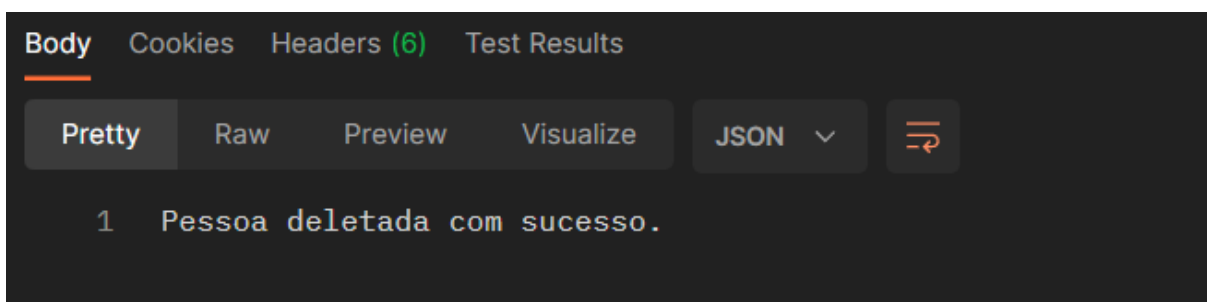 Body Cookies Headers (6) Test Results
Pretty Raw Preview Visualize JSON
1 Pessoa deletada com sucesso.